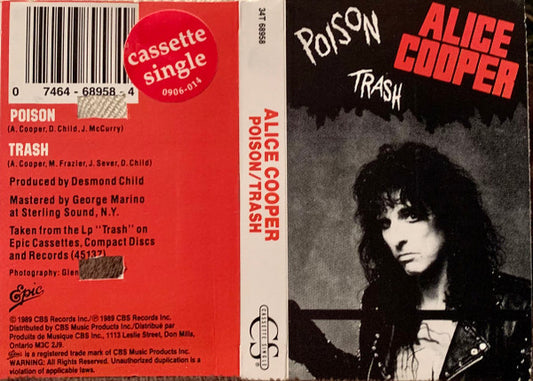 cassette
single
0906-014
0 7464-68958-4
POISON
(A. Cooper, D. Child, J. McCurry)
TRASH
(A. Cooper, M. Frazier, J. Sever, D. Child)
Produced by Desmond Child
Mastered by George Marino
at Sterling Sound, N.Y.
Taken from the Lp "Trash" on
Epic Cassettes, Compact Discs
and Records (45137)
Photography: Glen
Epic
© 1989 CBS Records Inc./℗ 1989 CBS Records Inc.
Distributed by CBS Music Products Inc./Distribué par
Produits de Musique CBS Inc., 1113 Leslie Street, Don Mills,
Ontario M3C 2J9.
Epic is a registered trade mark of CBS Music Products Inc.
WARNING: All Rights Reserved. Unauthorized duplication is a
violation of applicable laws.
34T 68958
ALICE COOPER
POISON/TRASH
CS
CASSETTE SINGLE
POISON
TRASH
ALICE
COOPER